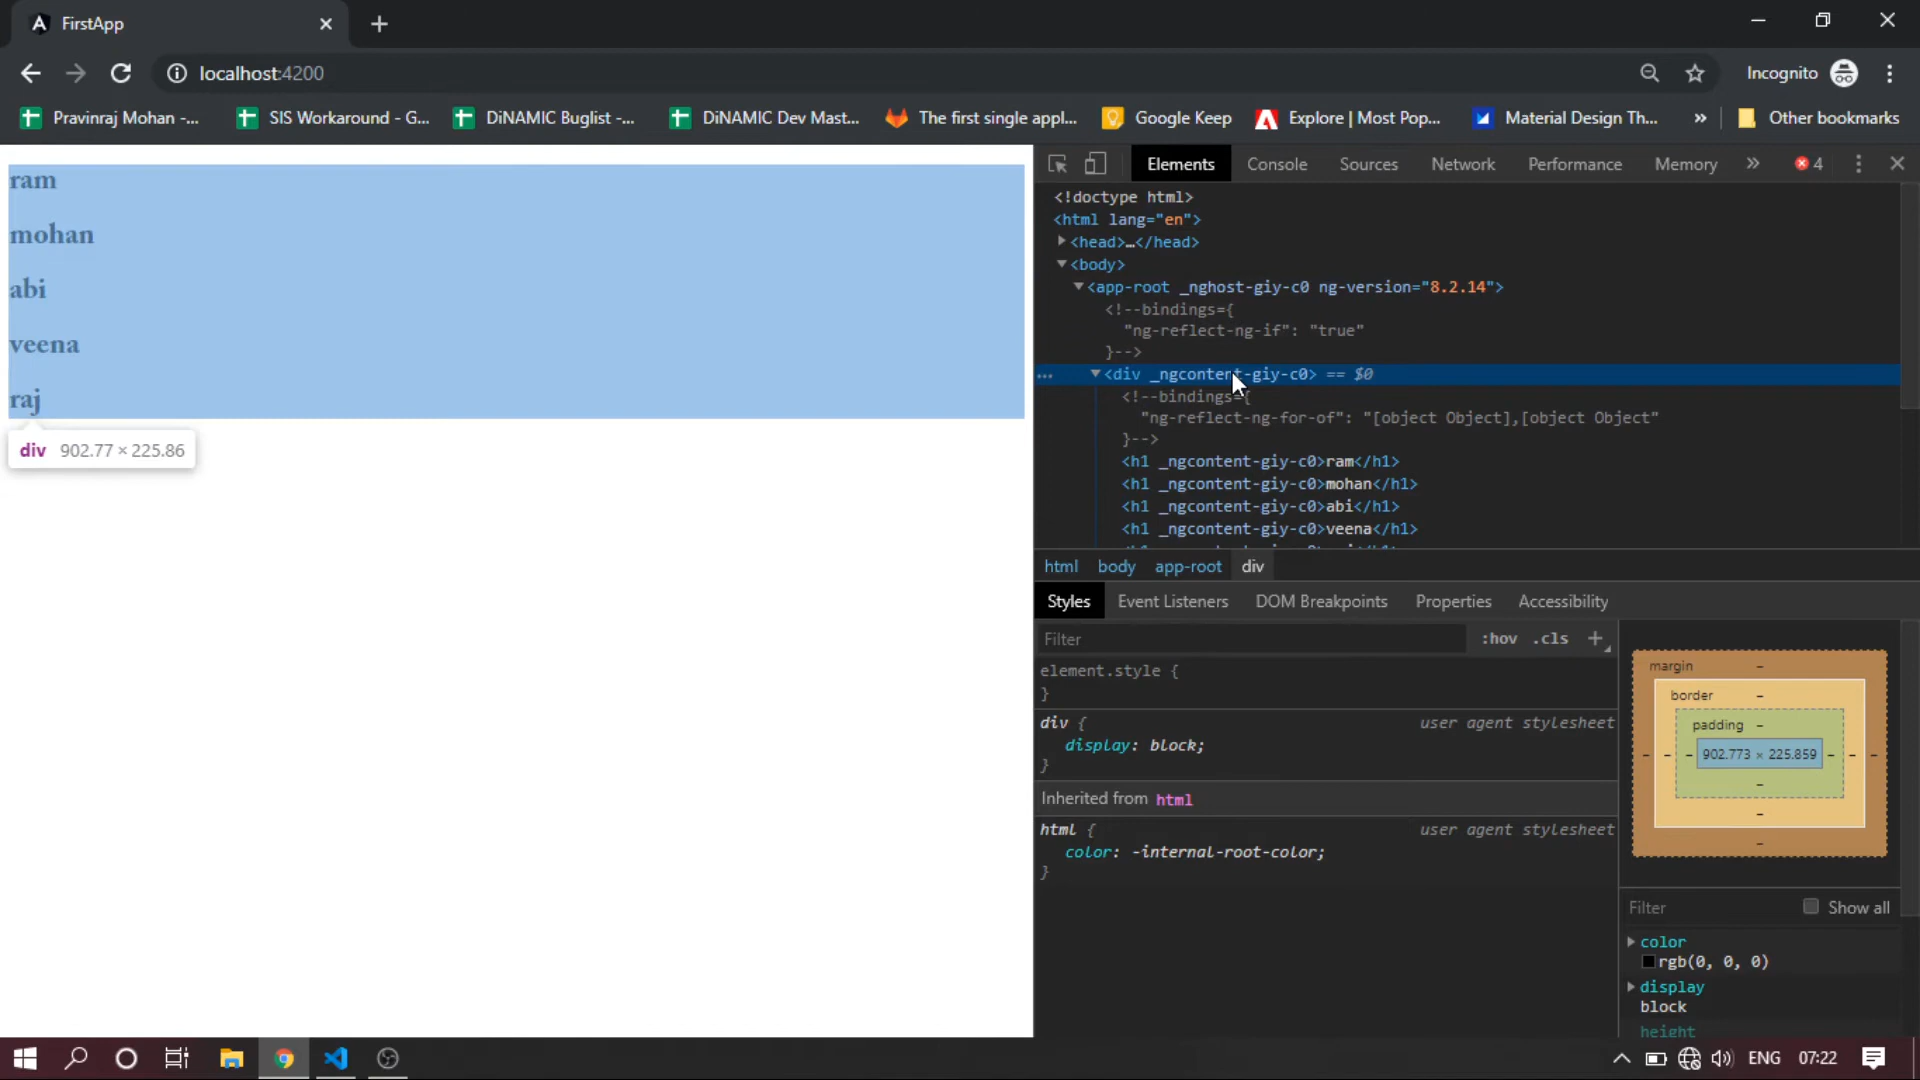 FirstApp
localhost:4200
Incognito
Pravinraj Mohan -...
SIS Workaround - G...
DiNAMIC Buglist -...
DiNAMIC Dev Mast...
The first single appl...
Google Keep
Explore | Most Pop...
Material Design Th...
»
Other bookmarks
ram
mohan
abi
veena
raj
div 902.77 × 225.86
Elements
Console
Sources
Network
Performance
Memory
»
4
<!doctype html>
<html lang="en">
<head>…</head>
<body>
<app-root _nghost-giy-c0 ng-version="8.2.14">
<!--bindings={
"ng-reflect-ng-if": "true"
}-->
<div _ngcontent-giy-c0> == $0
<!--bindings={
"ng-reflect-ng-for-of": "[object Object],[object Object"
}-->
<h1 _ngcontent-giy-c0>ram</h1>
<h1 _ngcontent-giy-c0>mohan</h1>
<h1 _ngcontent-giy-c0>abi</h1>
<h1 _ngcontent-giy-c0>veena</h1>
html body app-root div
Styles
Event Listeners
DOM Breakpoints
Properties
Accessibility
Filter
:hov .cls +
element.style {
}
div {
user agent stylesheet
display: block;
}
Inherited from html
html {
user agent stylesheet
color: -internal-root-color;
}
margin –
border –
padding –
– – – 902.773 × 225.859 – – –
–
–
–
Filter
Show all
color
rgb(0, 0, 0)
display
block
height
ENG
07:22